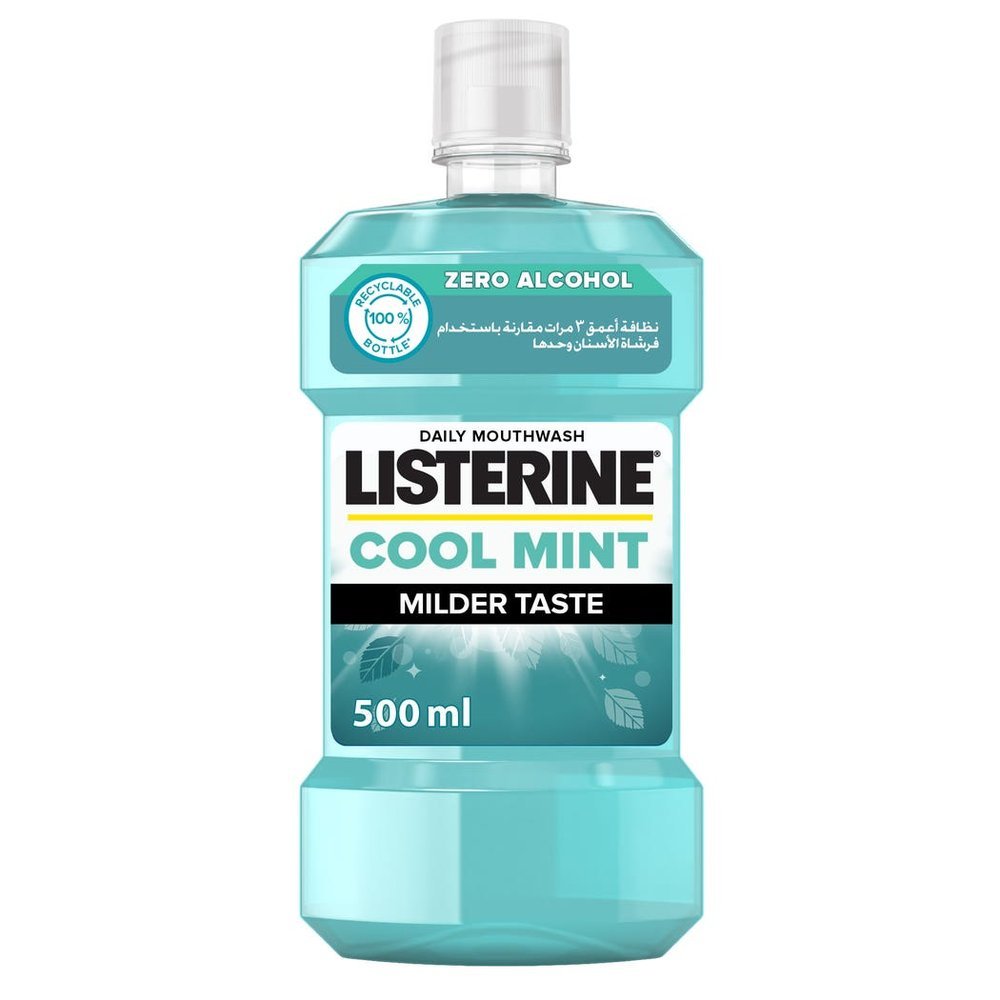 ZERO ALCOHOL
RECYCLABLE
100 %
BOTTLE*
نظافة أعمق ٣ مرات مقارنة باستخدام
فرشاة الأسنان وحدها
DAILY MOUTHWASH
LISTERINE®
COOL MINT
MILDER TASTE
500 ml